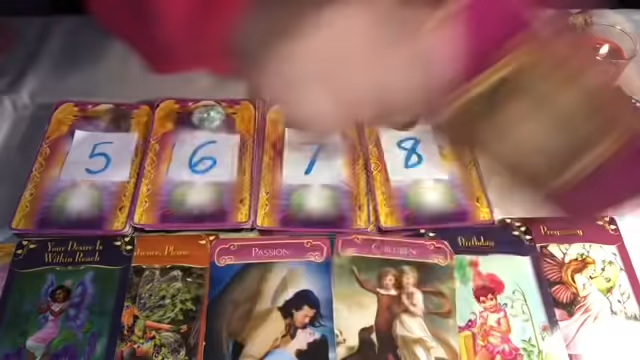 5
6
7
8
Your Desire Is
Within Reach
Patience, Please
PASSION
CHILDREN
Birthday
Pregnancy